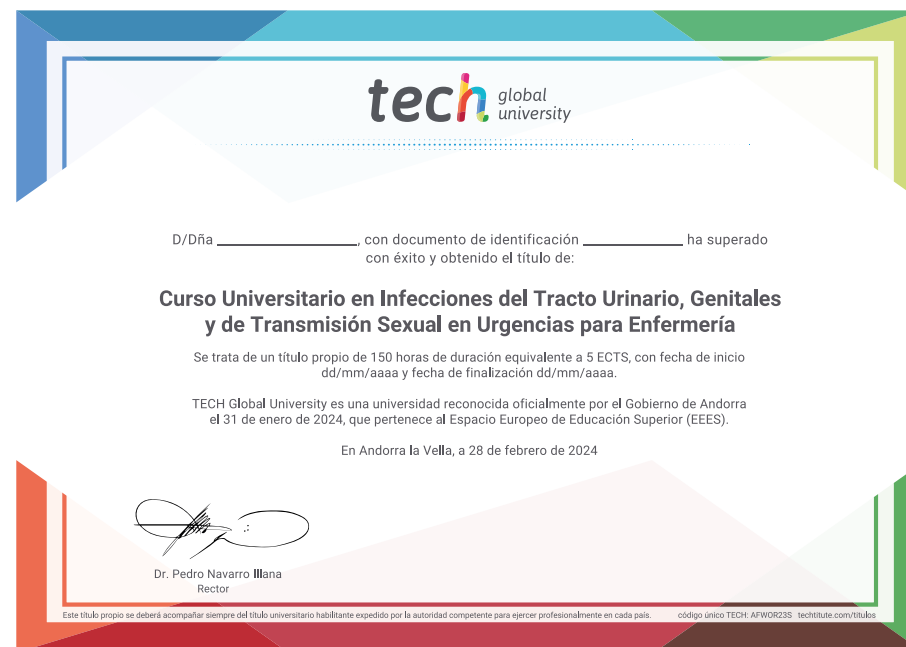 tech global
university
D/Dña ____________________, con documento de identificación ______________ ha superado
con éxito y obtenido el título de:
Curso Universitario en Infecciones del Tracto Urinario, Genitales
y de Transmisión Sexual en Urgencias para Enfermería
Se trata de un título propio de 150 horas de duración equivalente a 5 ECTS, con fecha de inicio
dd/mm/aaaa y fecha de finalización dd/mm/aaaa.
TECH Global University es una universidad reconocida oficialmente por el Gobierno de Andorra
el 31 de enero de 2024, que pertenece al Espacio Europeo de Educación Superior (EEES).
En Andorra la Vella, a 28 de febrero de 2024
Dr. Pedro Navarro Illana
Rector
Este título propio se deberá acompañar siempre del título universitario habilitante expedido por la autoridad competente para ejercer profesionalmente en cada país. código único TECH: AFWOR23S techtitute.com/titulos